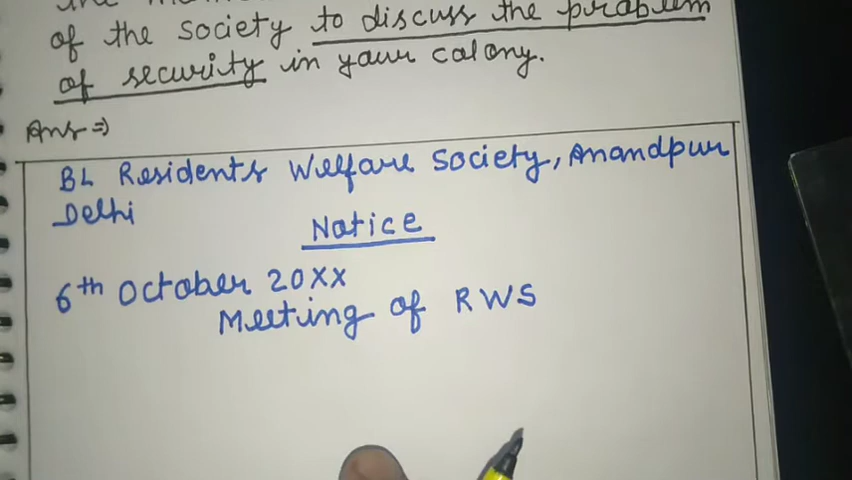 of the society to discuss the problem
of security in your colony.
Ans ⇒
BL Residents Welfare Society, Anandpur
Delhi
Notice
6th October 20XX
Meeting of RWS